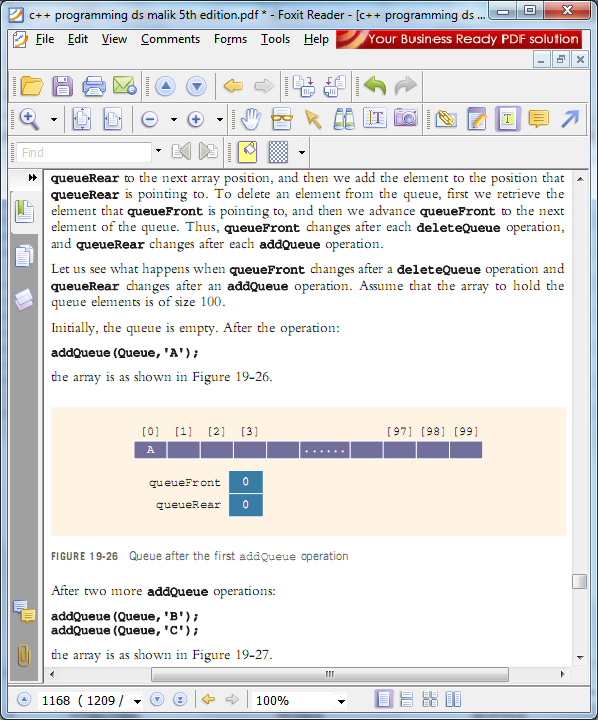 c++ programming ds malik 5th edition.pdf * - Foxit Reader - [c++ programming ds ...
File Edit View Comments Forms Tools Help Your Business Ready PDF solution
Find
queueRear to the next array position, and then we add the element to the position that
queueRear is pointing to. To delete an element from the queue, first we retrieve the
element that queueFront is pointing to, and then we advance queueFront to the next
element of the queue. Thus, queueFront changes after each deleteQueue operation,
and queueRear changes after each addQueue operation.
Let us see what happens when queueFront changes after a deleteQueue operation and
queueRear changes after an addQueue operation. Assume that the array to hold the
queue elements is of size 100.
Initially, the queue is empty. After the operation:
addQueue(Queue,'A');
the array is as shown in Figure 19-26.
[0] [1] [2] [3] [97] [98] [99]
A ......
queueFront 0
queueRear 0
FIGURE 19-26 Queue after the first addQueue operation
After two more addQueue operations:
addQueue(Queue,'B');
addQueue(Queue,'C');
the array is as shown in Figure 19-27.
1168 (1209 / 100%